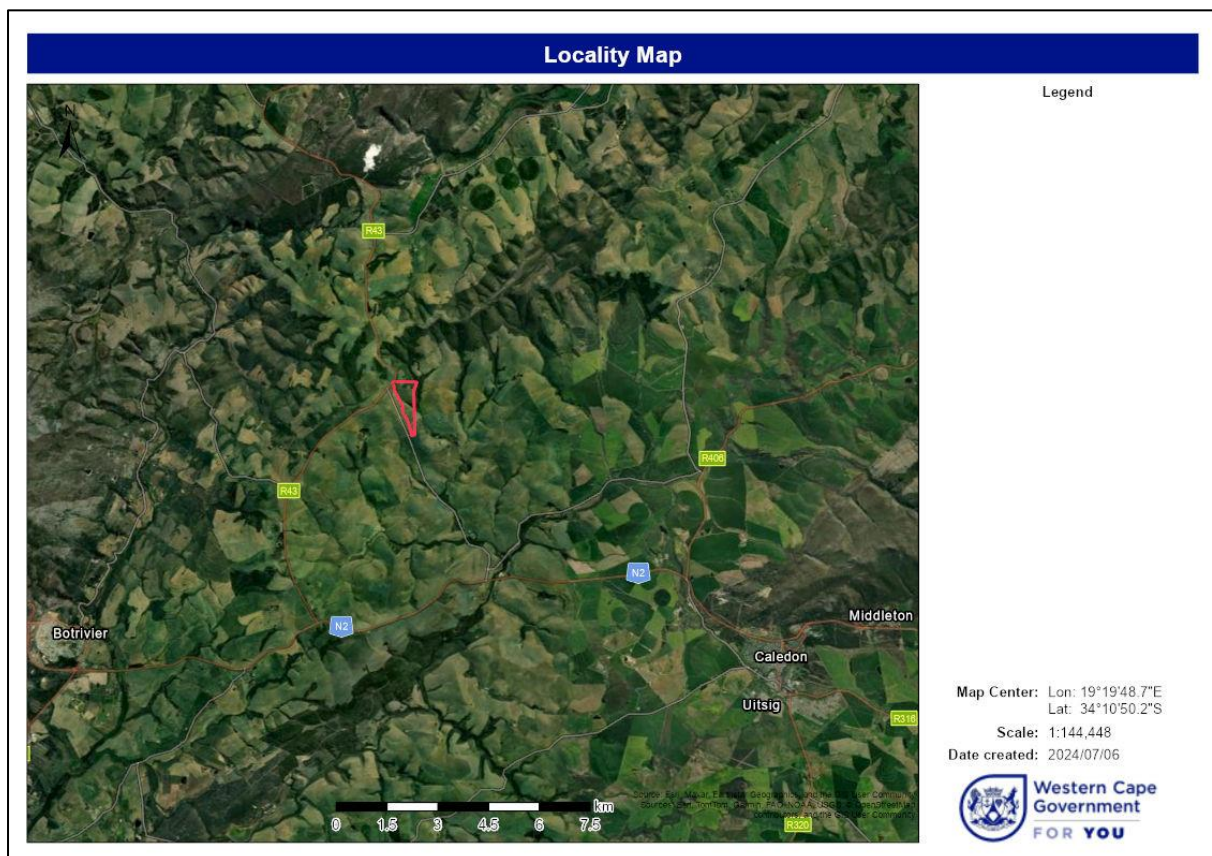 Locality Map
Legend
N
R43
R406
R43
N2
Middleton
N2
Botrivier
Caledon
Uitsig
R316
Map Center: Lon: 19°19'48.7"E
Lat: 34°10'50.2"S
Scale: 1:144,448
Date created: 2024/07/06
km
0 1.5 3 4.5 6 7.5
R320
Western Cape
Government
FOR YOU